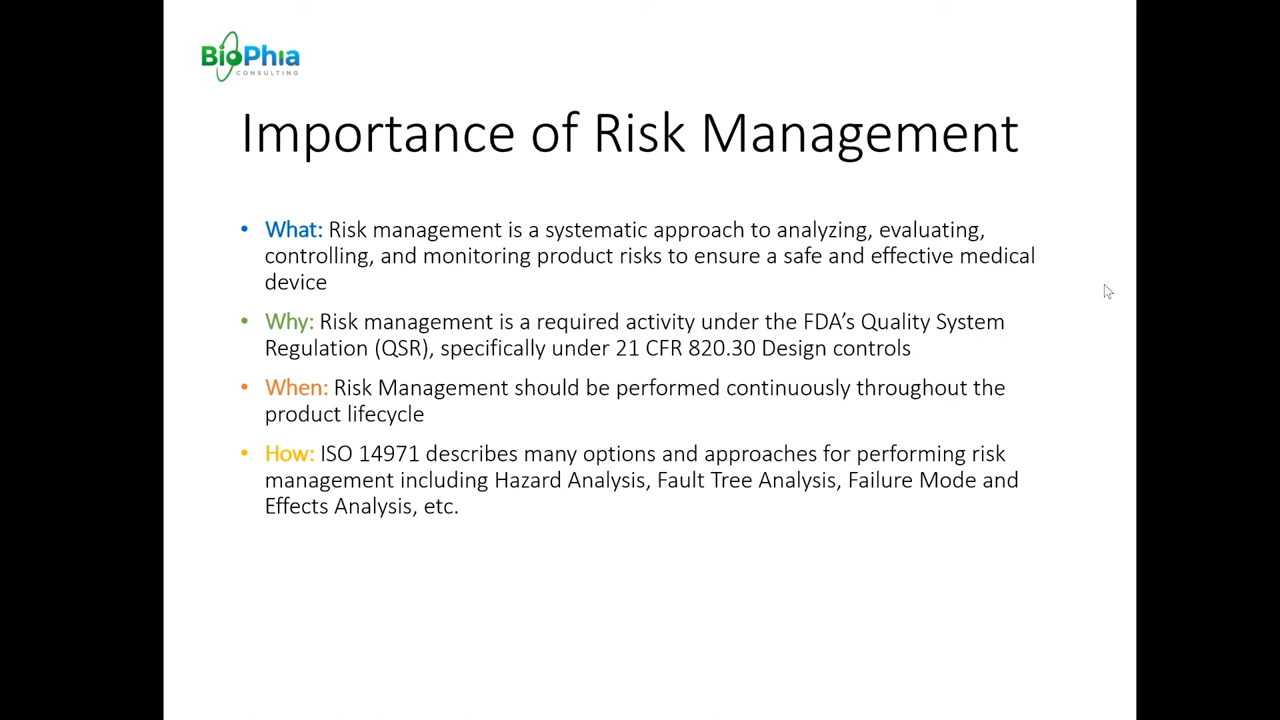 BioPhia
CONSULTING
Importance of Risk Management
• What: Risk management is a systematic approach to analyzing, evaluating,
controlling, and monitoring product risks to ensure a safe and effective medical
device
• Why: Risk management is a required activity under the FDA’s Quality System
Regulation (QSR), specifically under 21 CFR 820.30 Design controls
• When: Risk Management should be performed continuously throughout the
product lifecycle
• How: ISO 14971 describes many options and approaches for performing risk
management including Hazard Analysis, Fault Tree Analysis, Failure Mode and
Effects Analysis, etc.